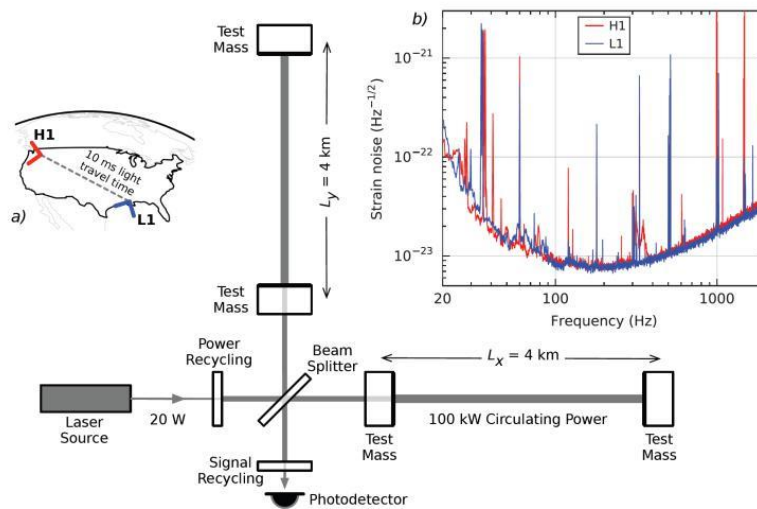 a)
H1
10 ms light
travel time
L1
Test
Mass
L_y = 4 km
Test
Mass
b)
H1
L1
Strain noise (Hz^{-1/2})
10^{-21}
10^{-22}
10^{-23}
20
100
1000
Frequency (Hz)
Laser
Source
20 W
Power
Recycling
Beam
Splitter
L_x = 4 km
Test
Mass
100 kW Circulating Power
Test
Mass
Signal
Recycling
Photodetector